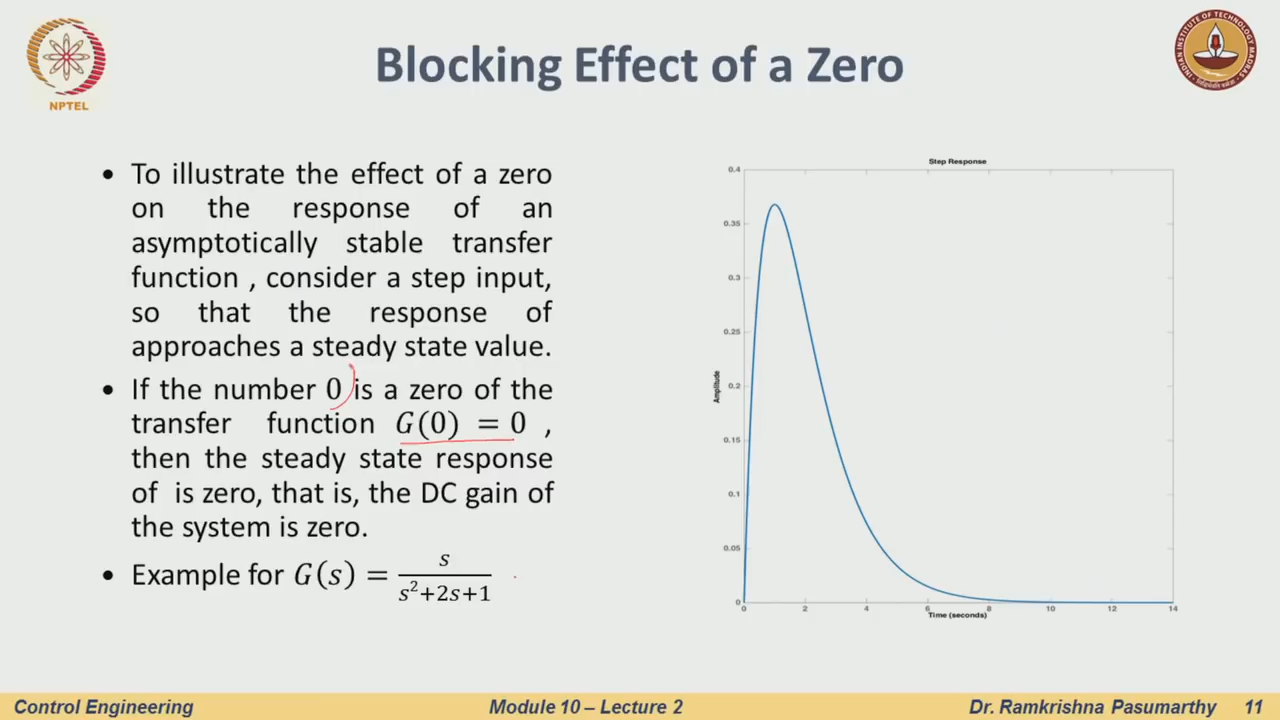 NPTEL
Blocking Effect of a Zero
INDIAN INSTITUTE OF TECHNOLOGY MADRAS
• To illustrate the effect of a zero
on the response of an
asymptotically stable transfer
function , consider a step input,
so that the response of
approaches a steady state value.
• If the number 0 is a zero of the
transfer function G(0) = 0 ,
then the steady state response
of is zero, that is, the DC gain of
the system is zero.
• Example for G(s) = s / s²+2s+1
Step Response
Amplitude
0.4
0.35
0.3
0.25
0.2
0.15
0.1
0.05
0
0 2 4 6 8 10 12 14
Time (seconds)
Control Engineering
Module 10 – Lecture 2
Dr. Ramkrishna Pasumarthy 11